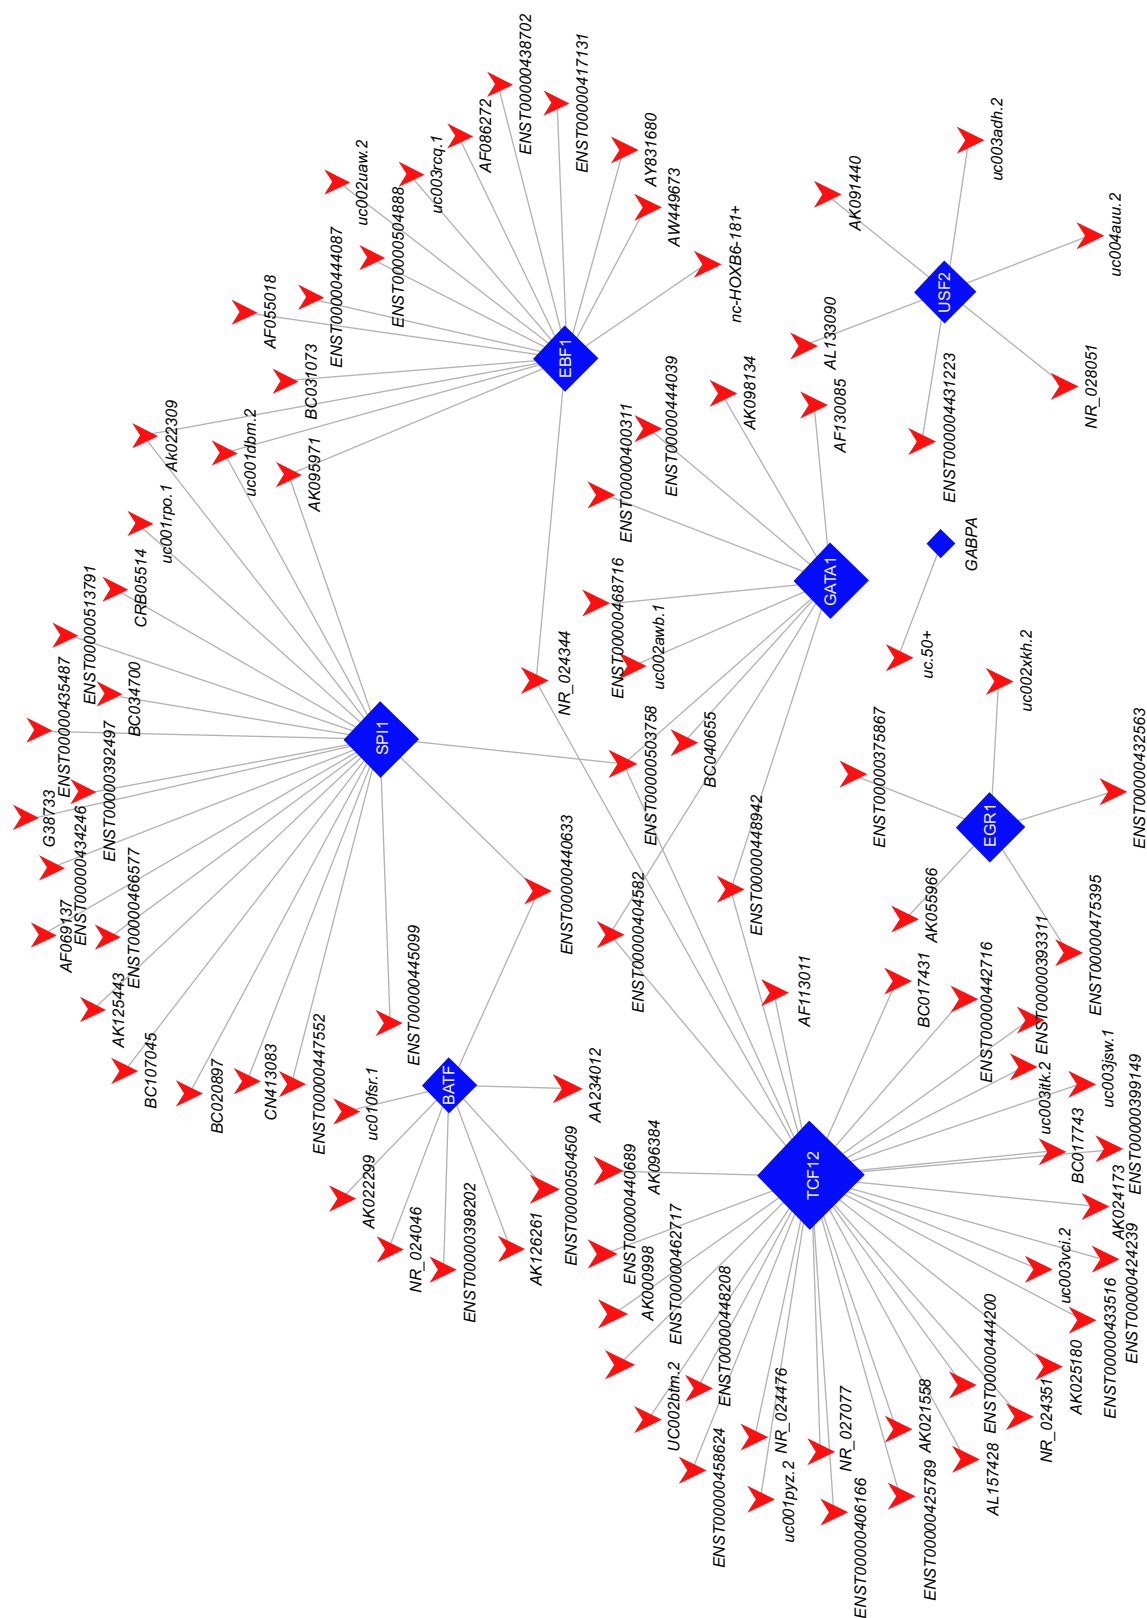 ENST00000438702
ENST00000417131
AF086272
AY831680
uc003rcq.1
AW449673
uc002uaw.2
nc-HOXB6-181+
ENST00000504888
ENST00000444087
AF055018
BC031073
EBF1
Ak022309
uc001dbm.2
AK095971
uc001rpo.1
CRB05514
ENST00000513791
BC034700
ENST00000435487
ENST00000392497
G38733
ENST00000434246
AF069137
ENST00000466577
AK125443
BC107045
BC020897
CN413083
ENST00000447552
SPI1
ENST00000445099
ENST00000440633
NR_024344
ENST00000503758
ENST00000404582
ENST00000448942
BC040655
uc002awb.1
ENST00000468716
ENST00000400311
ENST00000444039
AK098134
AF130085
GATA1
AK091440
uc003adh.2
uc004auu.2
NR_028051
ENST00000431223
AL133090
USF2
GABPA
uc.50+
uc002xkh.2
ENST00000375867
ENST00000432563
EGR1
AK055966
ENST00000475395
BATF
uc010fsr.1
AK022299
NR_024046
ENST00000398202
AK126261
ENST00000504509
AA234012
AF113011
BC017431
ENST00000442716
ENST00000393311
uc003itk.2
uc003jsw.1
BC017743
ENST00000399149
AK024173
ENST00000424239
uc003vci.2
ENST00000433516
AK025180
NR_024351
ENST00000444200
AL157428
AK021558
ENST00000425789
NR_027077
ENST00000406166
NR_024476
uc001pyz.2
ENST00000448208
ENST00000458624
UC002btm.2
ENST00000462717
AK000998
ENST00000440689
AK096384
TCF12